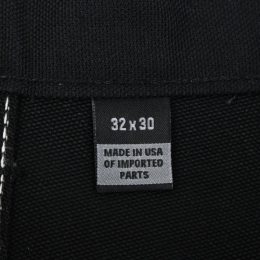 32 x 30
MADE IN USA
OF IMPORTED
PARTS